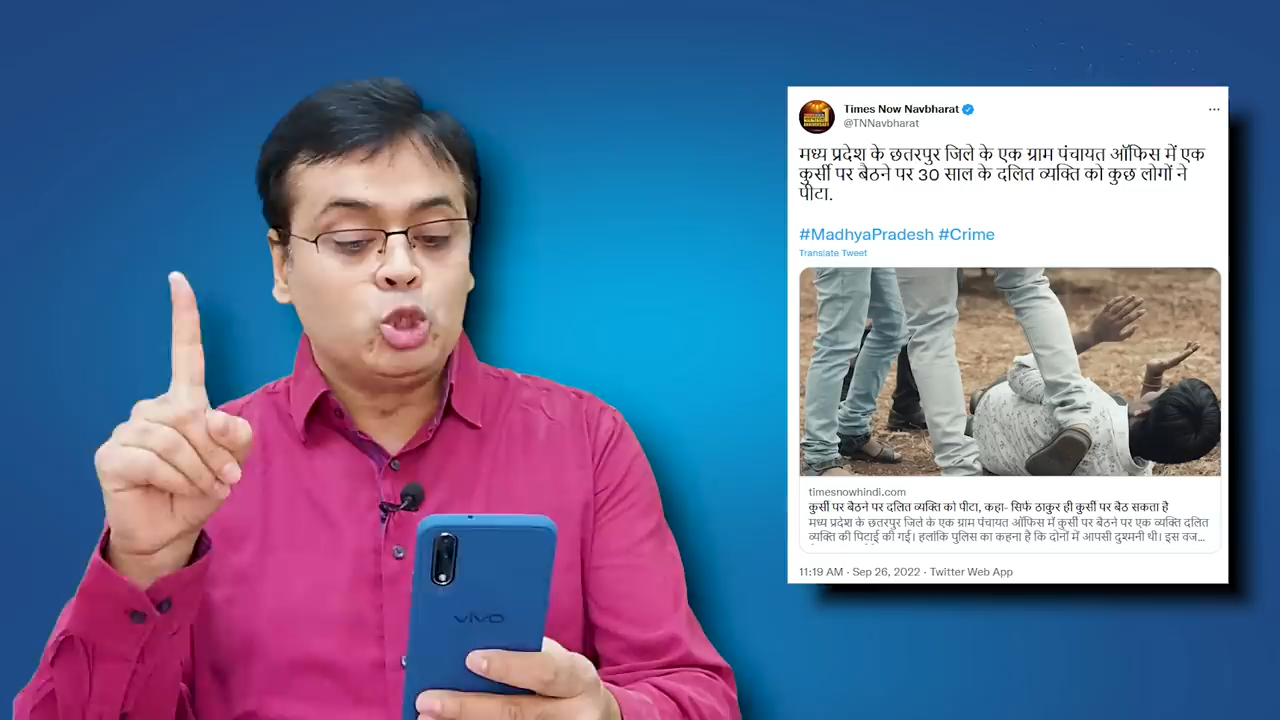 Times Now Navbharat
@TNNavbharat
मध्य प्रदेश के छतरपुर जिले के एक ग्राम पंचायत ऑफिस में एक
कुर्सी पर बैठने पर 30 साल के दलित व्यक्ति को कुछ लोगों ने
पीटा.
#MadhyaPradesh #Crime
Translate Tweet
timesnowhindi.com
कुर्सी पर बैठने पर दलित व्यक्ति को पीटा, कहा- सिर्फ ठाकुर ही कुर्सी पर बैठ सकता है
मध्य प्रदेश के छतरपुर जिले के एक ग्राम पंचायत ऑफिस में कुर्सी पर बैठने पर एक व्यक्ति दलित
व्यक्ति की पिटाई की गई। हलांकि पुलिस का कहना है कि दोनों में आपसी दुश्मनी थी। इस वज...
11:19 AM · Sep 26, 2022 · Twitter Web App
vivo